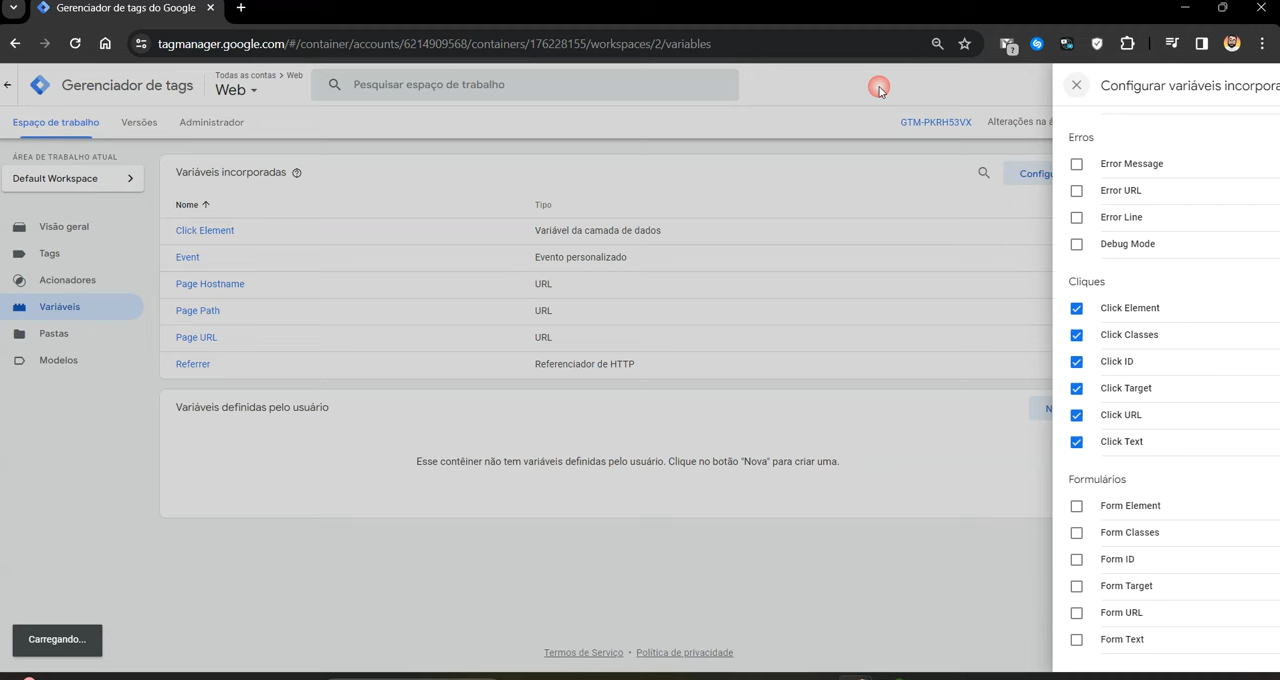 Gerenciador de tags do Google
tagmanager.google.com/#/container/accounts/6214909568/containers/176228155/workspaces/2/variables
Gerenciador de tags
Todas as contas > Web
Web
Pesquisar espaço de trabalho
Configurar variáveis incorpora
Espaço de trabalho
Versões
Administrador
GTM-PKRH53VX
Alterações na á
ÁREA DE TRABALHO ATUAL
Default Workspace
Visão geral
Tags
Acionadores
Variáveis
Pastas
Modelos
Variáveis incorporadas
Configu
Nome
Tipo
Click Element
Variável da camada de dados
Event
Evento personalizado
Page Hostname
URL
Page Path
URL
Page URL
URL
Referrer
Referenciador de HTTP
Variáveis definidas pelo usuário
N
Esse contêiner não tem variáveis definidas pelo usuário. Clique no botão "Nova" para criar uma.
Erros
Error Message
Error URL
Error Line
Debug Mode
Cliques
Click Element
Click Classes
Click ID
Click Target
Click URL
Click Text
Formulários
Form Element
Form Classes
Form ID
Form Target
Form URL
Form Text
Carregando...
Termos de Serviço • Política de privacidade